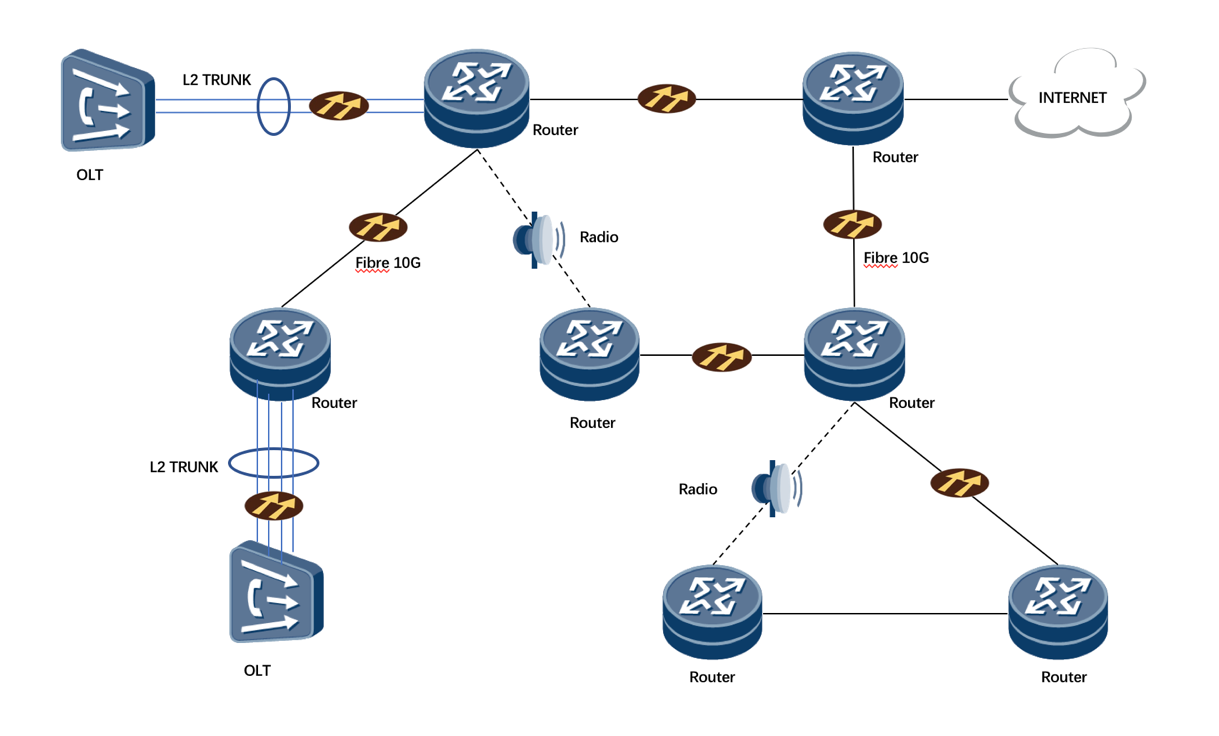 L2 TRUNK
INTERNET
Router
Router
OLT
Radio
Fibre 10G
Fibre 10G
Router
Router
Router
L2 TRUNK
Radio
OLT
Router
Router